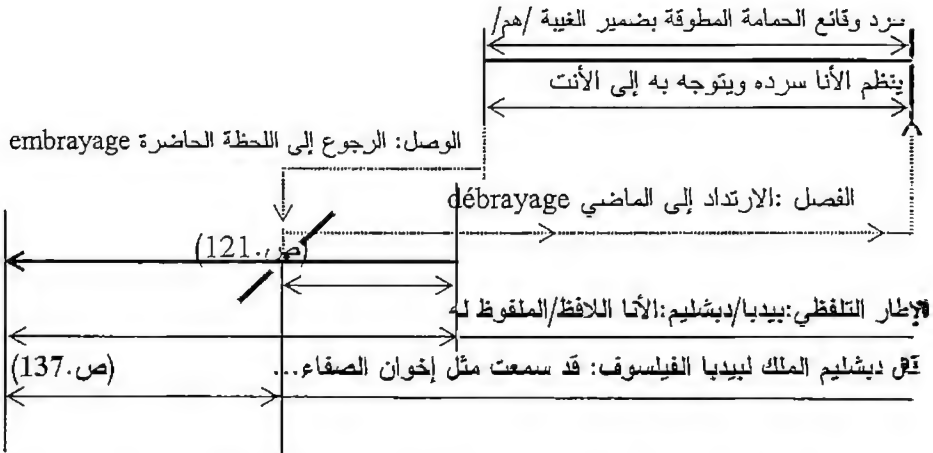 سرد وقائع الحمامة المطوقة بضمير الغيبة /هم/
ينظم الأنا سرده ويتوجه به إلى الأنت
الوصل: الرجوع إلى اللحظة الحاضرة embrayage
الفصل :الارتداد إلى الماضي débrayage
(ص.121)
الإطار التلفظي:بيدبا/دبشليم:الأنا اللافظ/الملفوظ له
قال دبشليم الملك لبيدبا الفيلسوف: قد سمعت مثل إخوان الصفاء... (ص.137)